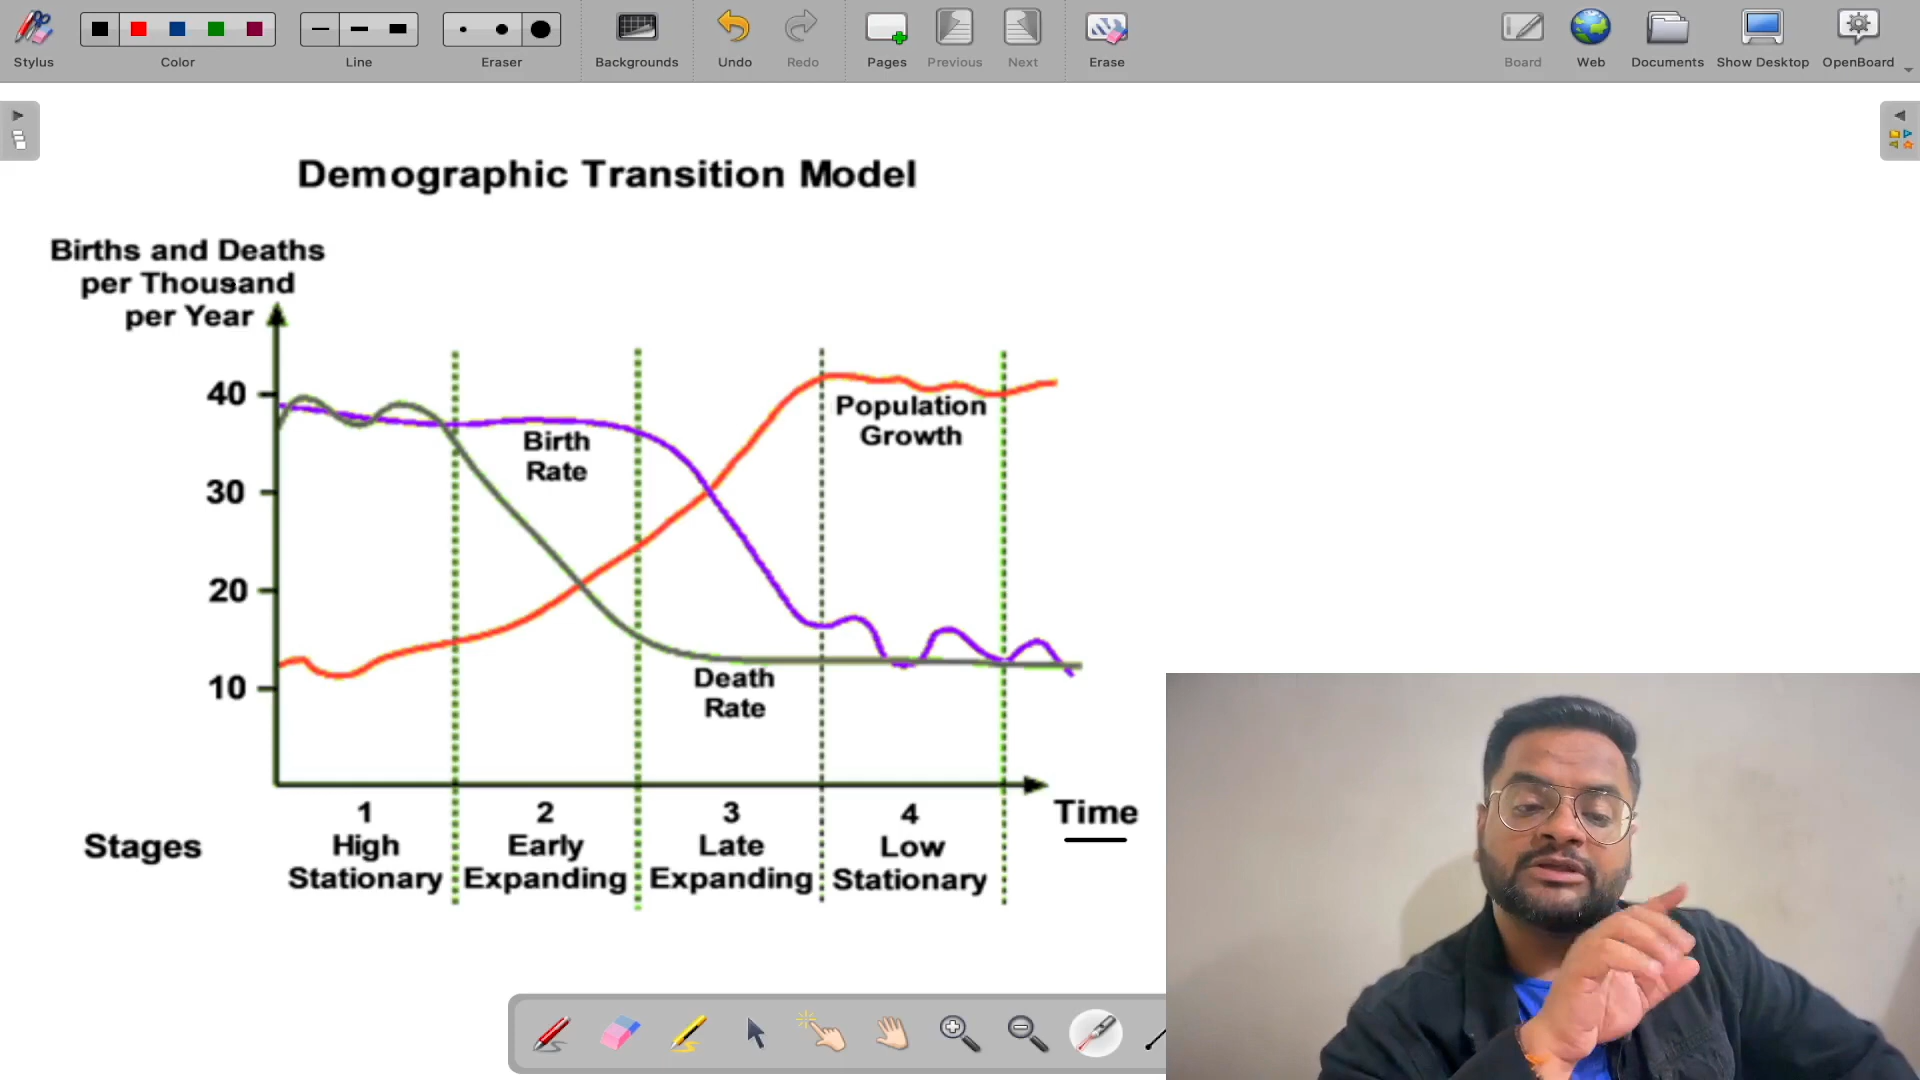 Stylus
Color
Line
Eraser
Backgrounds
Undo
Redo
Pages
Previous
Next
Erase
Board
Web
Documents
Show Desktop
OpenBoard
Demographic Transition Model
Births and Deaths
per Thousand
per Year
40
30
20
10
Birth
Rate
Population
Growth
Death
Rate
Time
Stages
1
High
Stationary
2
Early
Expanding
3
Late
Expanding
4
Low
Stationary